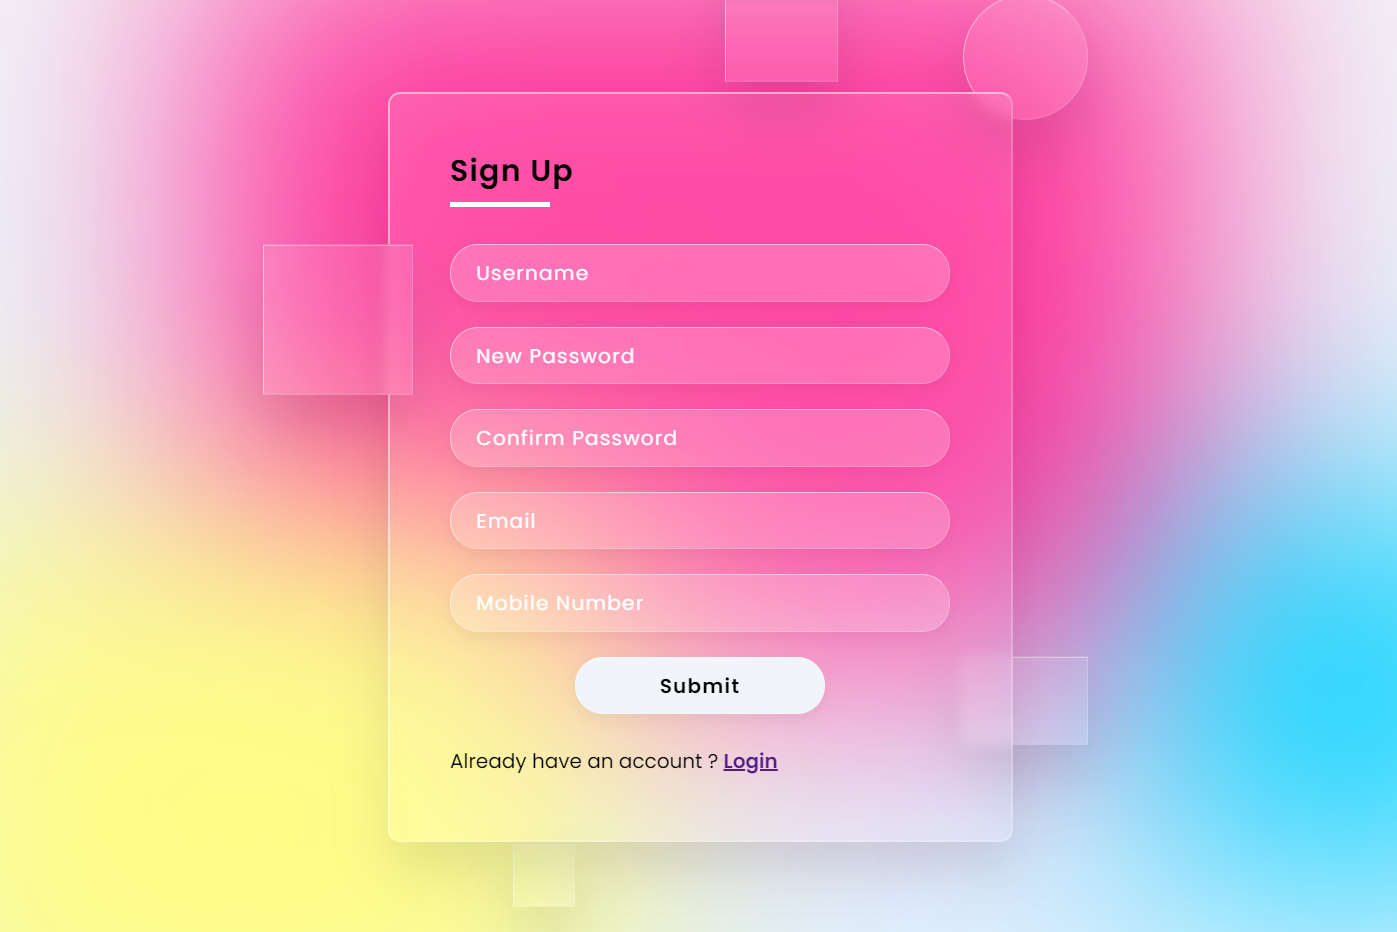 Sign Up
Username
New Password
Confirm Password
Email
Mobile Number
Submit
Already have an account ? Login